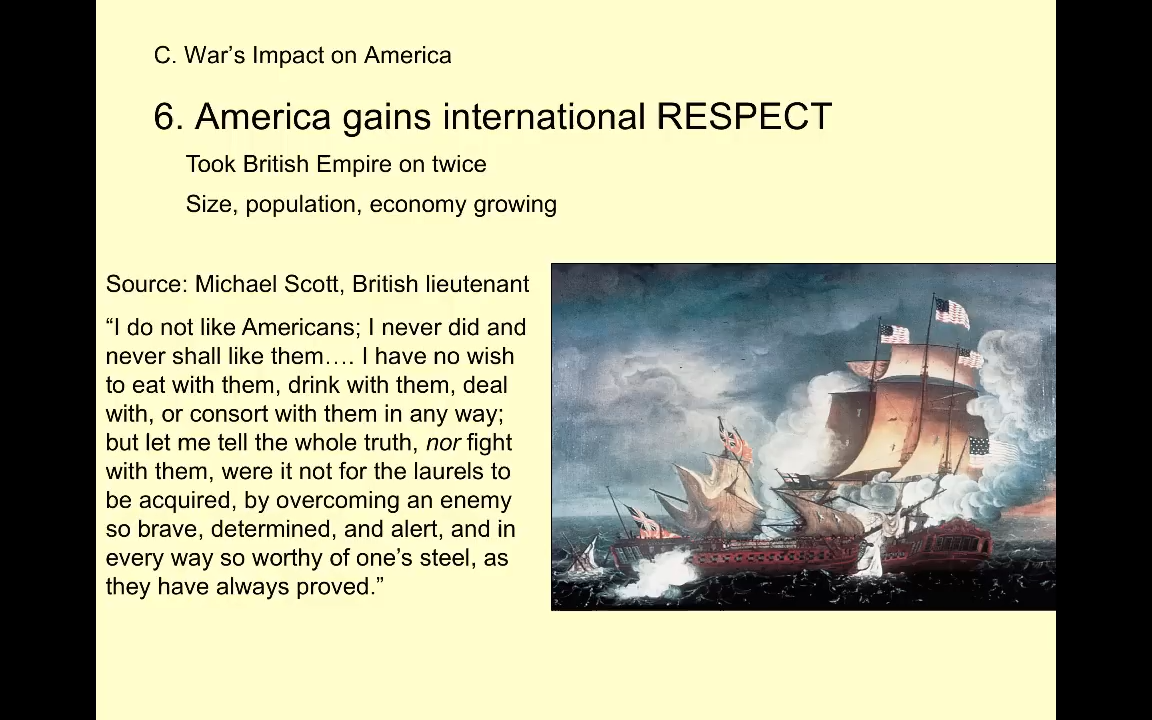 C. War’s Impact on America
6. America gains international RESPECT
Took British Empire on twice
Size, population, economy growing
Source: Michael Scott, British lieutenant
“I do not like Americans; I never did and
never shall like them…. I have no wish
to eat with them, drink with them, deal
with, or consort with them in any way;
but let me tell the whole truth, nor fight
with them, were it not for the laurels to
be acquired, by overcoming an enemy
so brave, determined, and alert, and in
every way so worthy of one’s steel, as
they have always proved.”